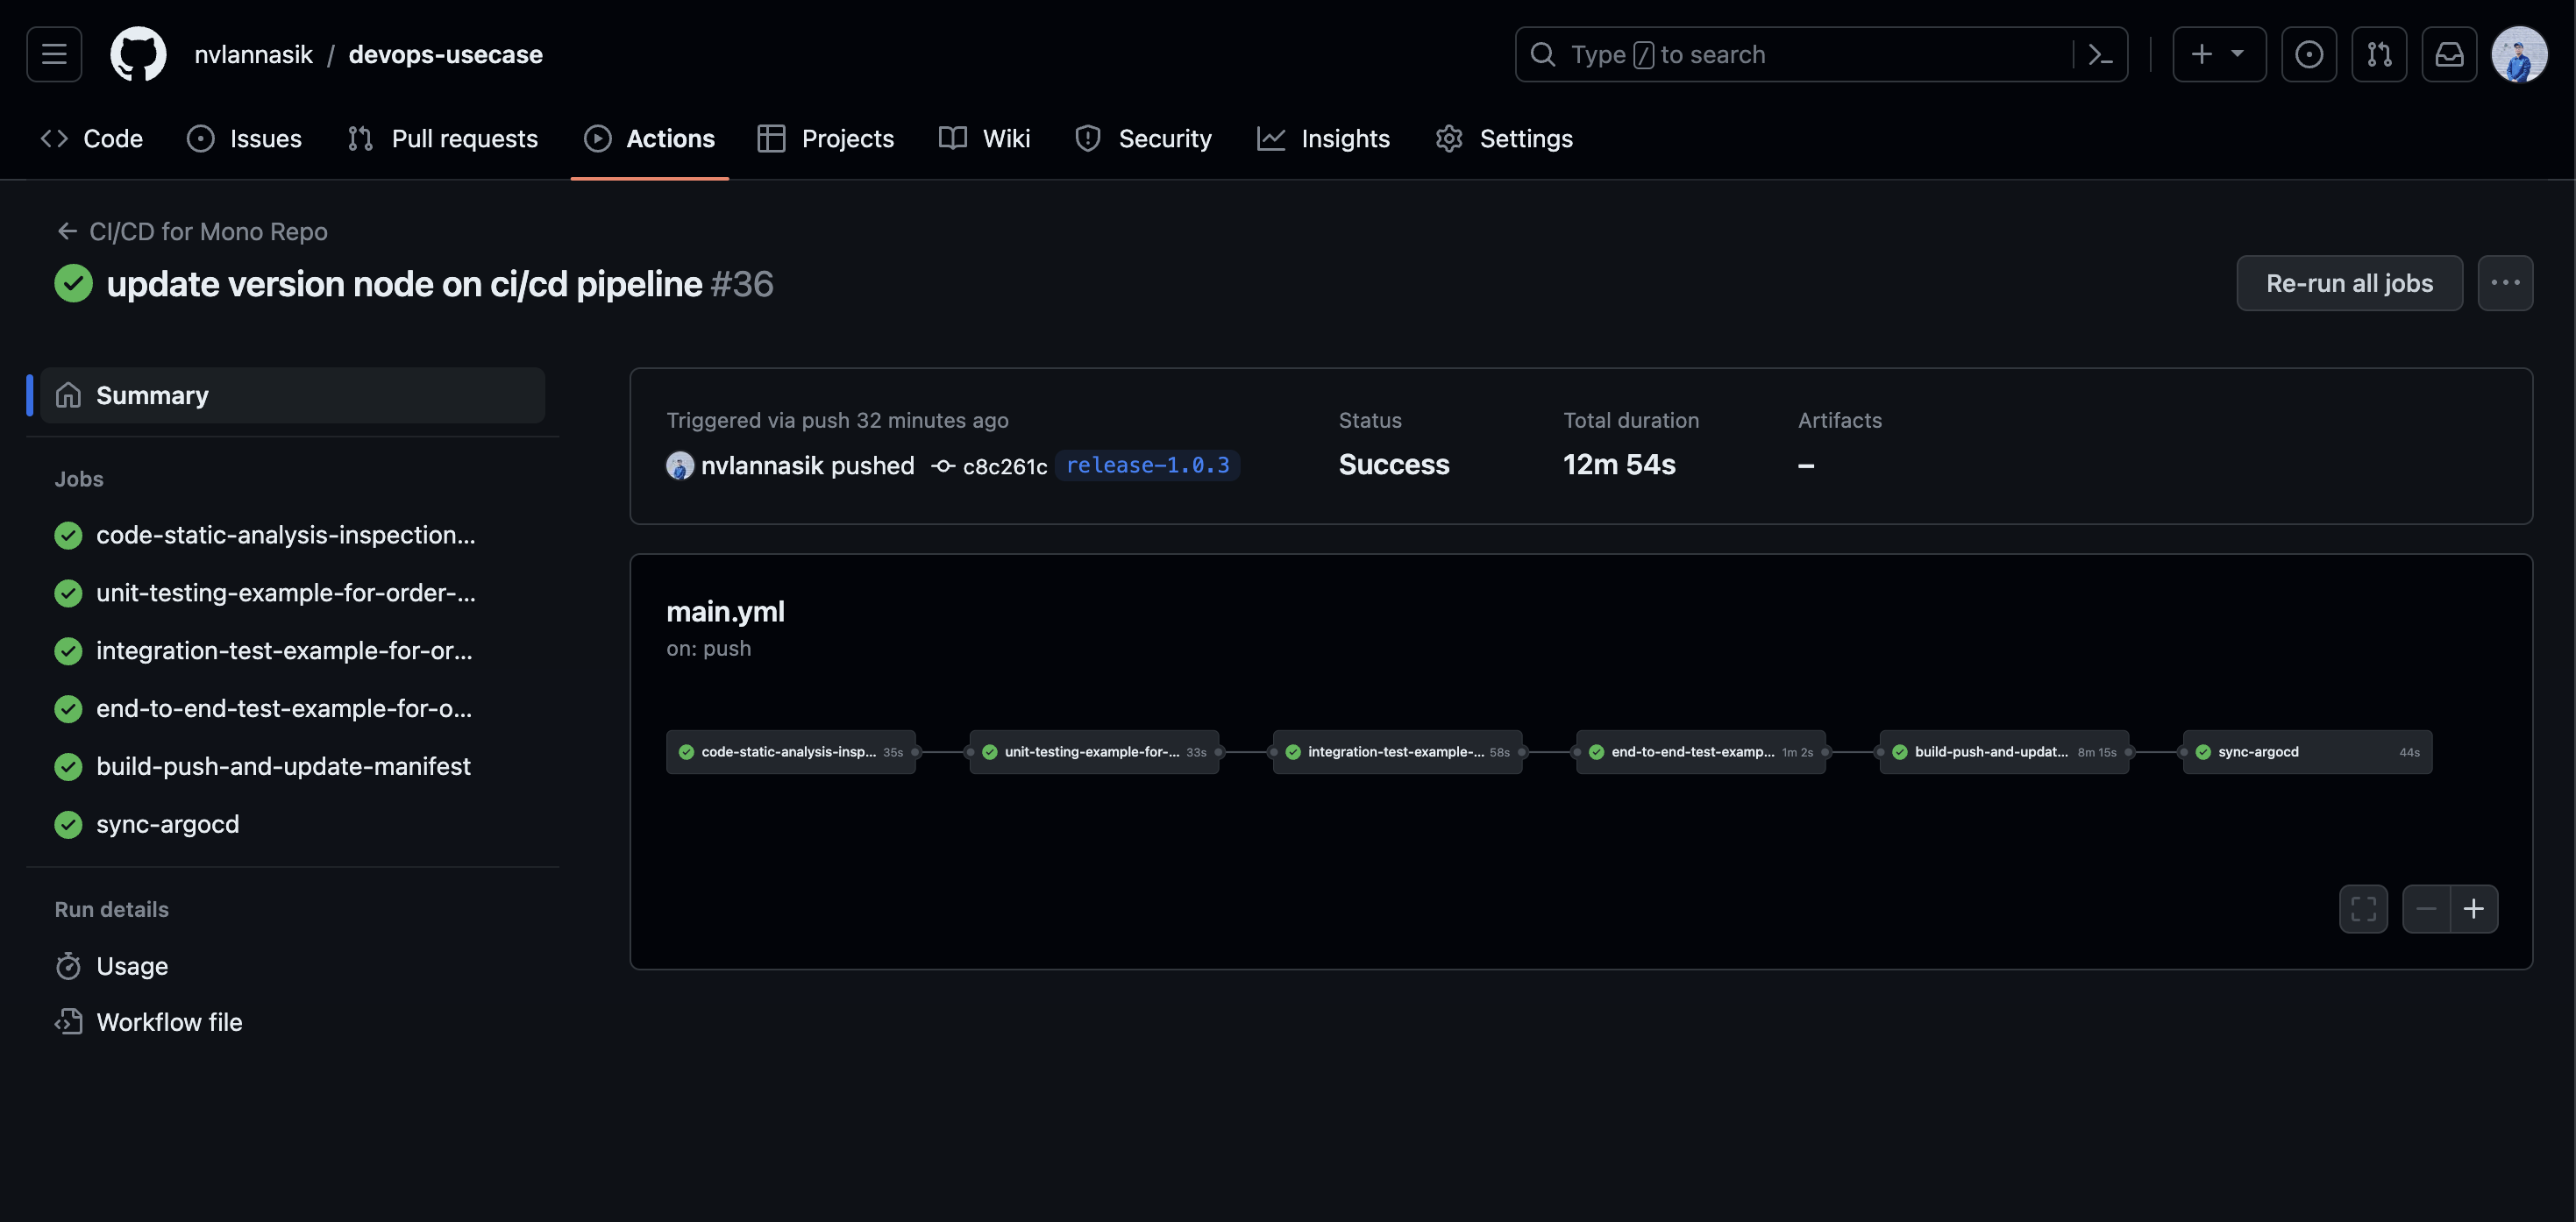 nvlannasik / devops-usecase
Type / to search
Code Issues Pull requests Actions Projects Wiki Security Insights Settings
← CI/CD for Mono Repo
update version node on ci/cd pipeline #36
Re-run all jobs
Summary
Jobs
code-static-analysis-inspection...
unit-testing-example-for-order-...
integration-test-example-for-or...
end-to-end-test-example-for-o...
build-push-and-update-manifest
sync-argocd
Run details
Usage
Workflow file
Triggered via push 32 minutes ago
nvlannasik pushed c8c261c release-1.0.3
Status
Success
Total duration
12m 54s
Artifacts
–
main.yml
on: push
code-static-analysis-insp... 35s
unit-testing-example-for-... 33s
integration-test-example-... 58s
end-to-end-test-examp... 1m 2s
build-push-and-updat... 8m 15s
sync-argocd 44s